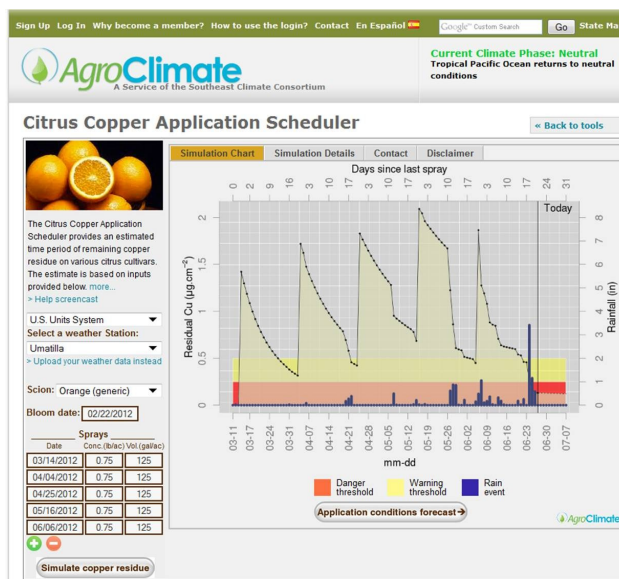 Sign Up Log In Why become a member? How to use the login? Contact En Español
Google™ Custom Search Go State Ma
AgroClimate
A Service of the Southeast Climate Consortium
Current Climate Phase: Neutral
Tropical Pacific Ocean returns to neutral
conditions
Citrus Copper Application Scheduler
« Back to tools
The Citrus Copper Application
Scheduler provides an estimated
time period of remaining copper
residue on various citrus cultivars.
The estimate is based on inputs
provided below. more...
> Help screencast
U.S. Units System
Select a weather Station:
Umatilla
> Upload your weather data instead
Scion: Orange (generic)
Bloom date: 02/22/2012
Sprays
Date Conc.(lb/ac) Vol.(gal/ac)
03/14/2012 0.75 125
04/04/2012 0.75 125
04/25/2012 0.75 125
05/16/2012 0.75 125
06/06/2012 0.75 125
Simulate copper residue
Simulation Chart Simulation Details Contact Disclaimer
Days since last spray
0 2 9 16 3 10 17 3 10 17 3 10 17 3 10 17 24 31
Today
Residual Cu (µg.cm⁻²)
0 0.5 1 1.5 2
Rainfall (in)
0 1 2 3 4 5 6 7 8
03-11 03-17 03-24 03-31 04-07 04-14 04-21 04-28 05-05 05-12 05-19 05-26 06-02 06-09 06-16 06-23 06-30 07-07
mm-dd
Danger
threshold
Warning
threshold
Rain
event
Application conditions forecast
AgroClimate